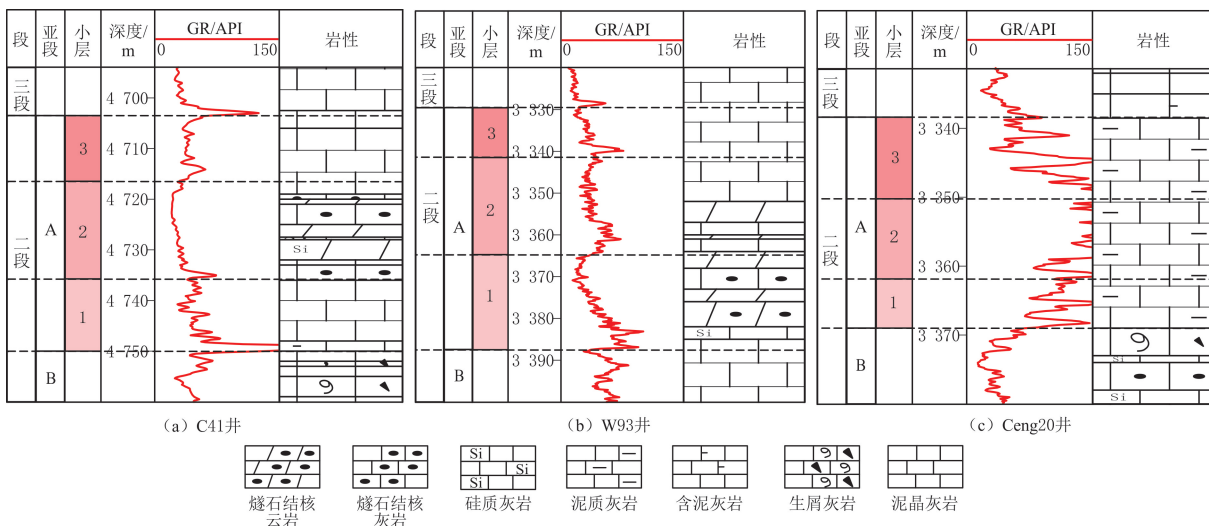 段 亚段 小层 深度/m GR/API 0 150 岩性
三段
二段
A
B
3
2
1
4 700
4 710
4 720
4 730
4 740
4 750
Si
(a) C41井
段 亚段 小层 深度/m GR/API 0 150 岩性
三段
二段
A
B
3
2
1
3 330
3 340
3 350
3 360
3 370
3 380
3 390
Si
(b) W93井
段 亚段 小层 深度/m GR/API 0 150 岩性
三段
二段
A
B
3
2
1
3 340
3 350
3 360
3 370
Si
Si
(c) Ceng20井
Si
Si
Si
燧石结核云岩
燧石结核灰岩
硅质灰岩
泥质灰岩
含泥灰岩
生屑灰岩
泥晶灰岩